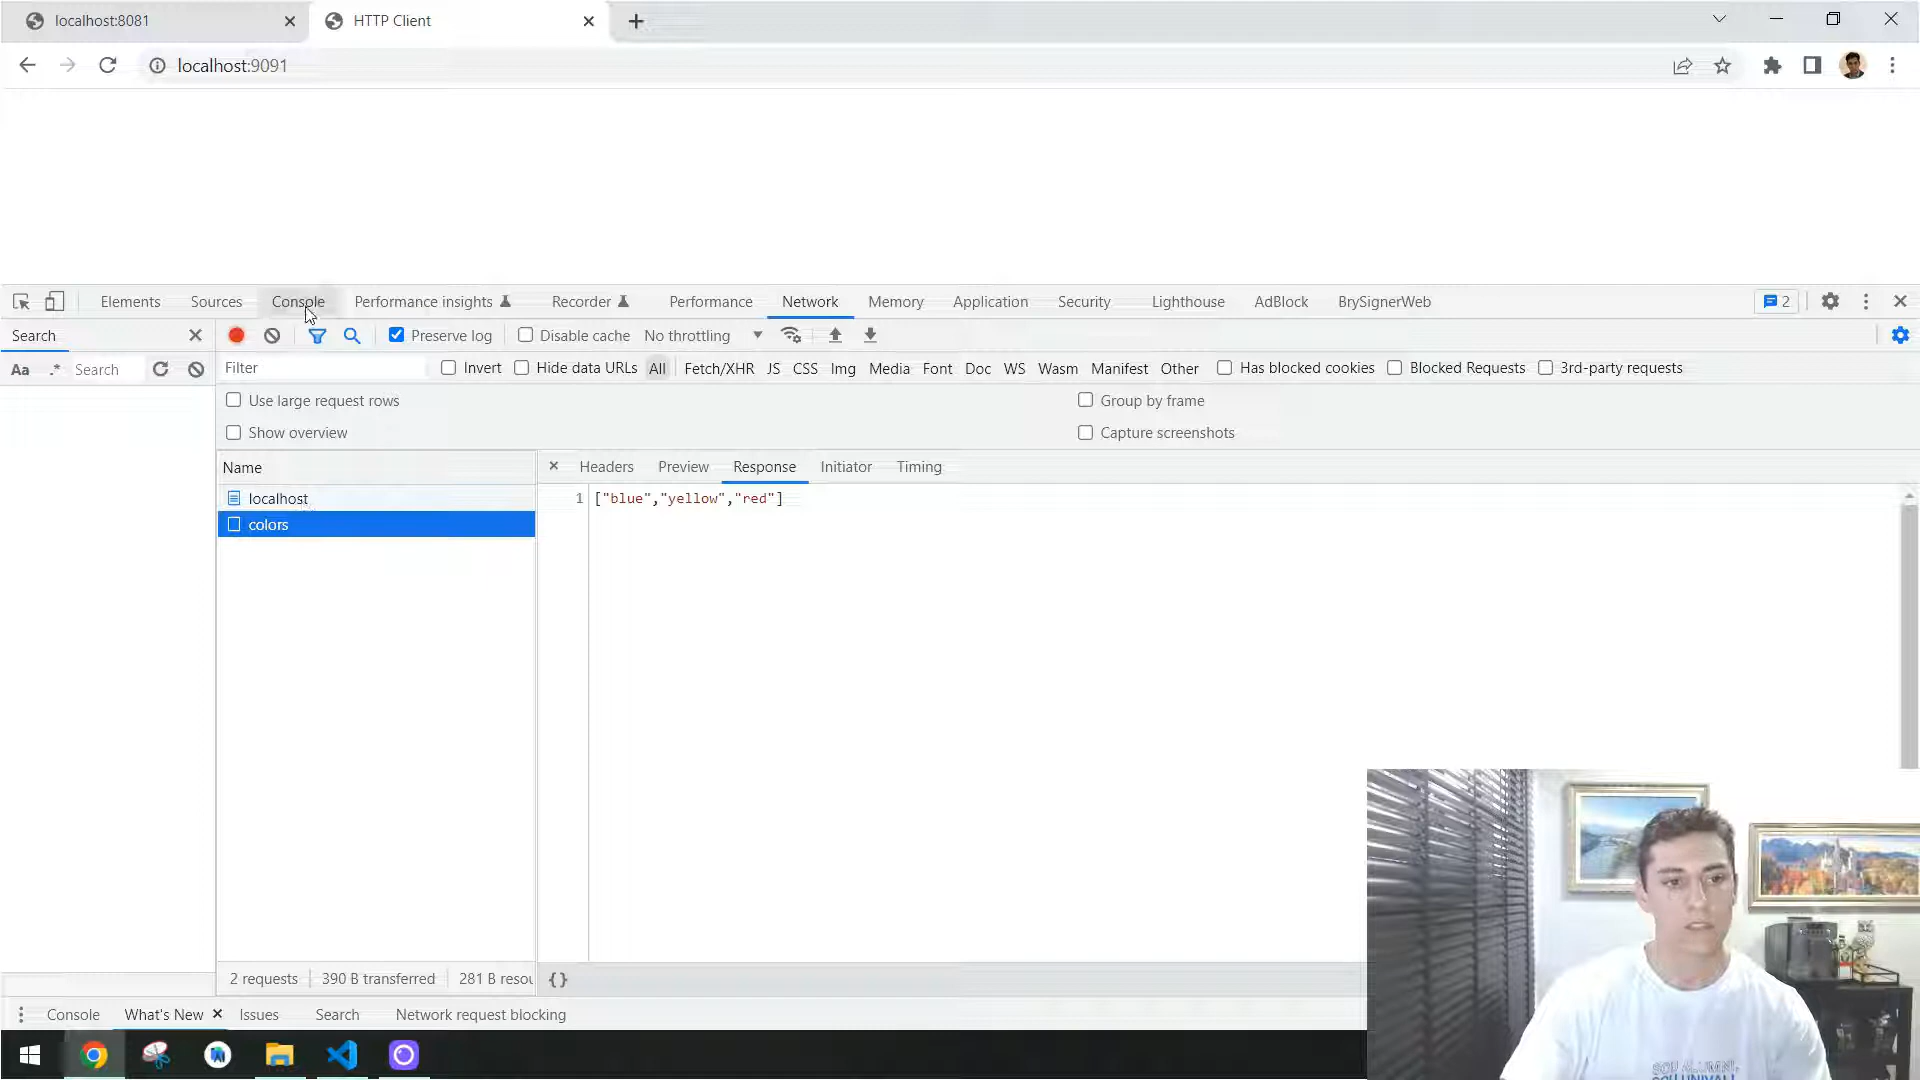 localhost:8081
HTTP Client
localhost:9091
Elements Sources Console Performance insights Recorder Performance Network Memory Application Security Lighthouse AdBlock BrySignerWeb 2
Search
Preserve log Disable cache No throttling
Aa .* Search
Filter Invert Hide data URLs All Fetch/XHR JS CSS Img Media Font Doc WS Wasm Manifest Other Has blocked cookies Blocked Requests 3rd-party requests
Use large request rows Group by frame
Show overview Capture screenshots
Name
Headers Preview Response Initiator Timing
localhost
1 ["blue","yellow","red"]
colors
2 requests 390 B transferred 281 B resou {}
Console What's New Issues Search Network request blocking
SCU ALUMNI,